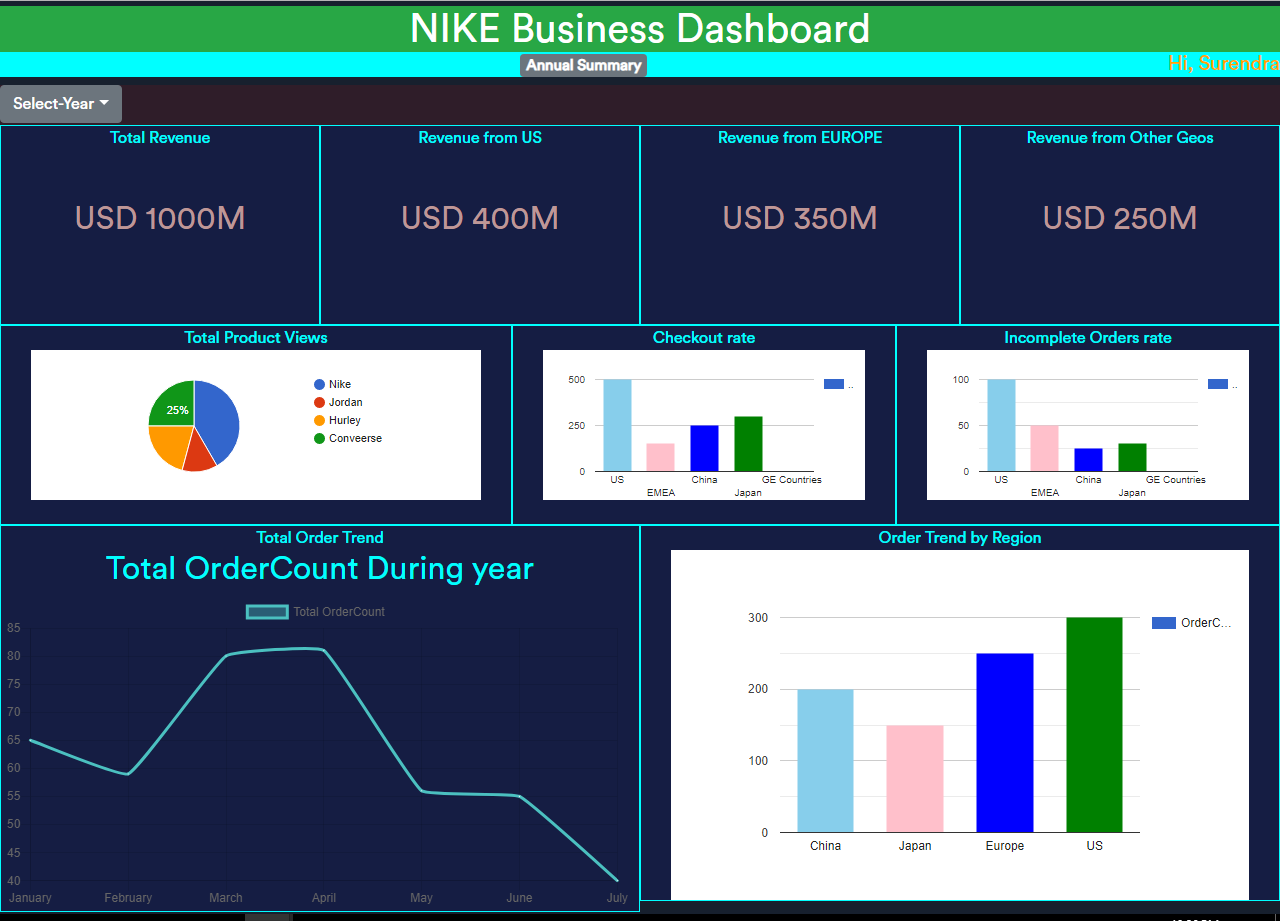 NIKE Business Dashboard
Annual Summary
Hi, Surendra
Select-Year
Total Revenue
USD 1000M
Revenue from US
USD 400M
Revenue from EUROPE
USD 350M
Revenue from Other Geos
USD 250M
Total Product Views
25%
Nike
Jordan
Hurley
Conveerse
Checkout rate
500
250
0
US
EMEA
China
Japan
GE Countries
..
Incomplete Orders rate
100
50
0
US
EMEA
China
Japan
GE Countries
..
Total Order Trend
Total OrderCount During year
Total OrderCount
85
80
75
70
65
60
55
50
45
40
January February March April May June July
Order Trend by Region
300
200
100
0
China Japan Europe US
OrderC...